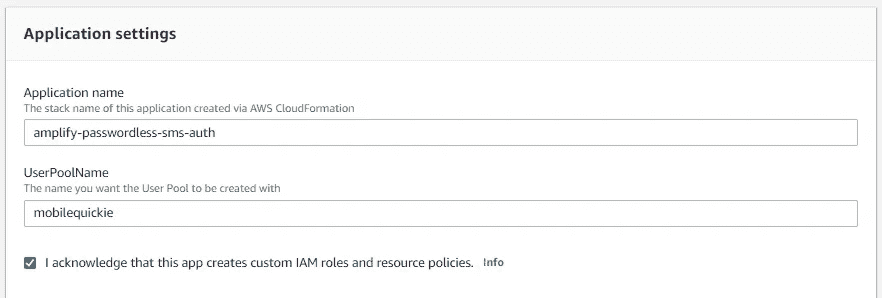 Application settings
Application name
The stack name of this application created via AWS CloudFormation
amplify-passwordless-sms-auth
UserPoolName
The name you want the User Pool to be created with
mobilequickie
I acknowledge that this app creates custom IAM roles and resource policies. Info